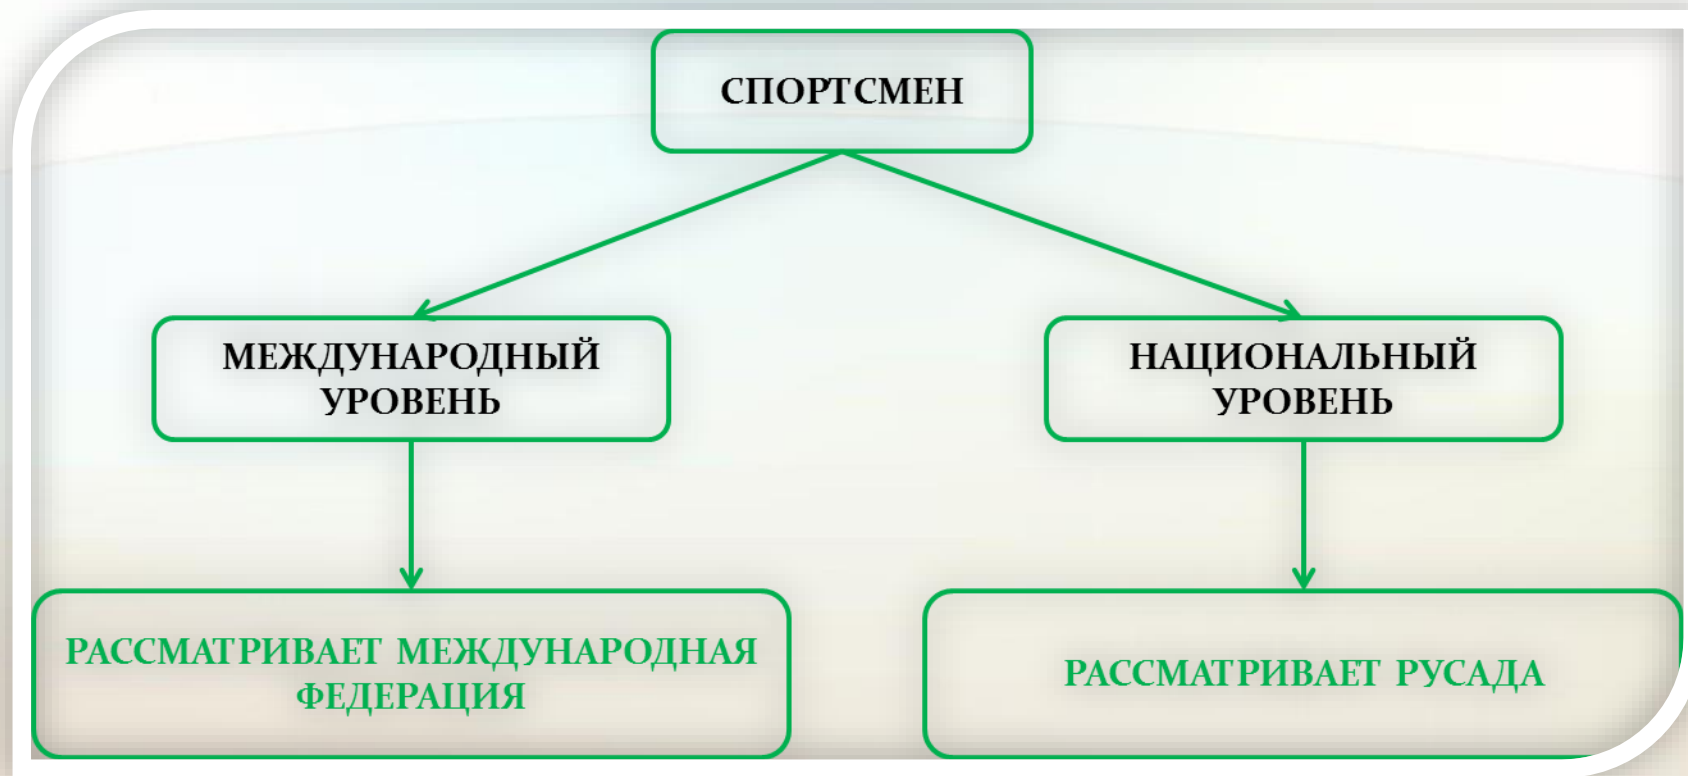 СПОРТСМЕН
МЕЖДУНАРОДНЫЙ
УРОВЕНЬ
НАЦИОНАЛЬНЫЙ
УРОВЕНЬ
РАССМАТРИВАЕТ МЕЖДУНАРОДНАЯ
ФЕДЕРАЦИЯ
РАССМАТРИВАЕТ РУСАДА